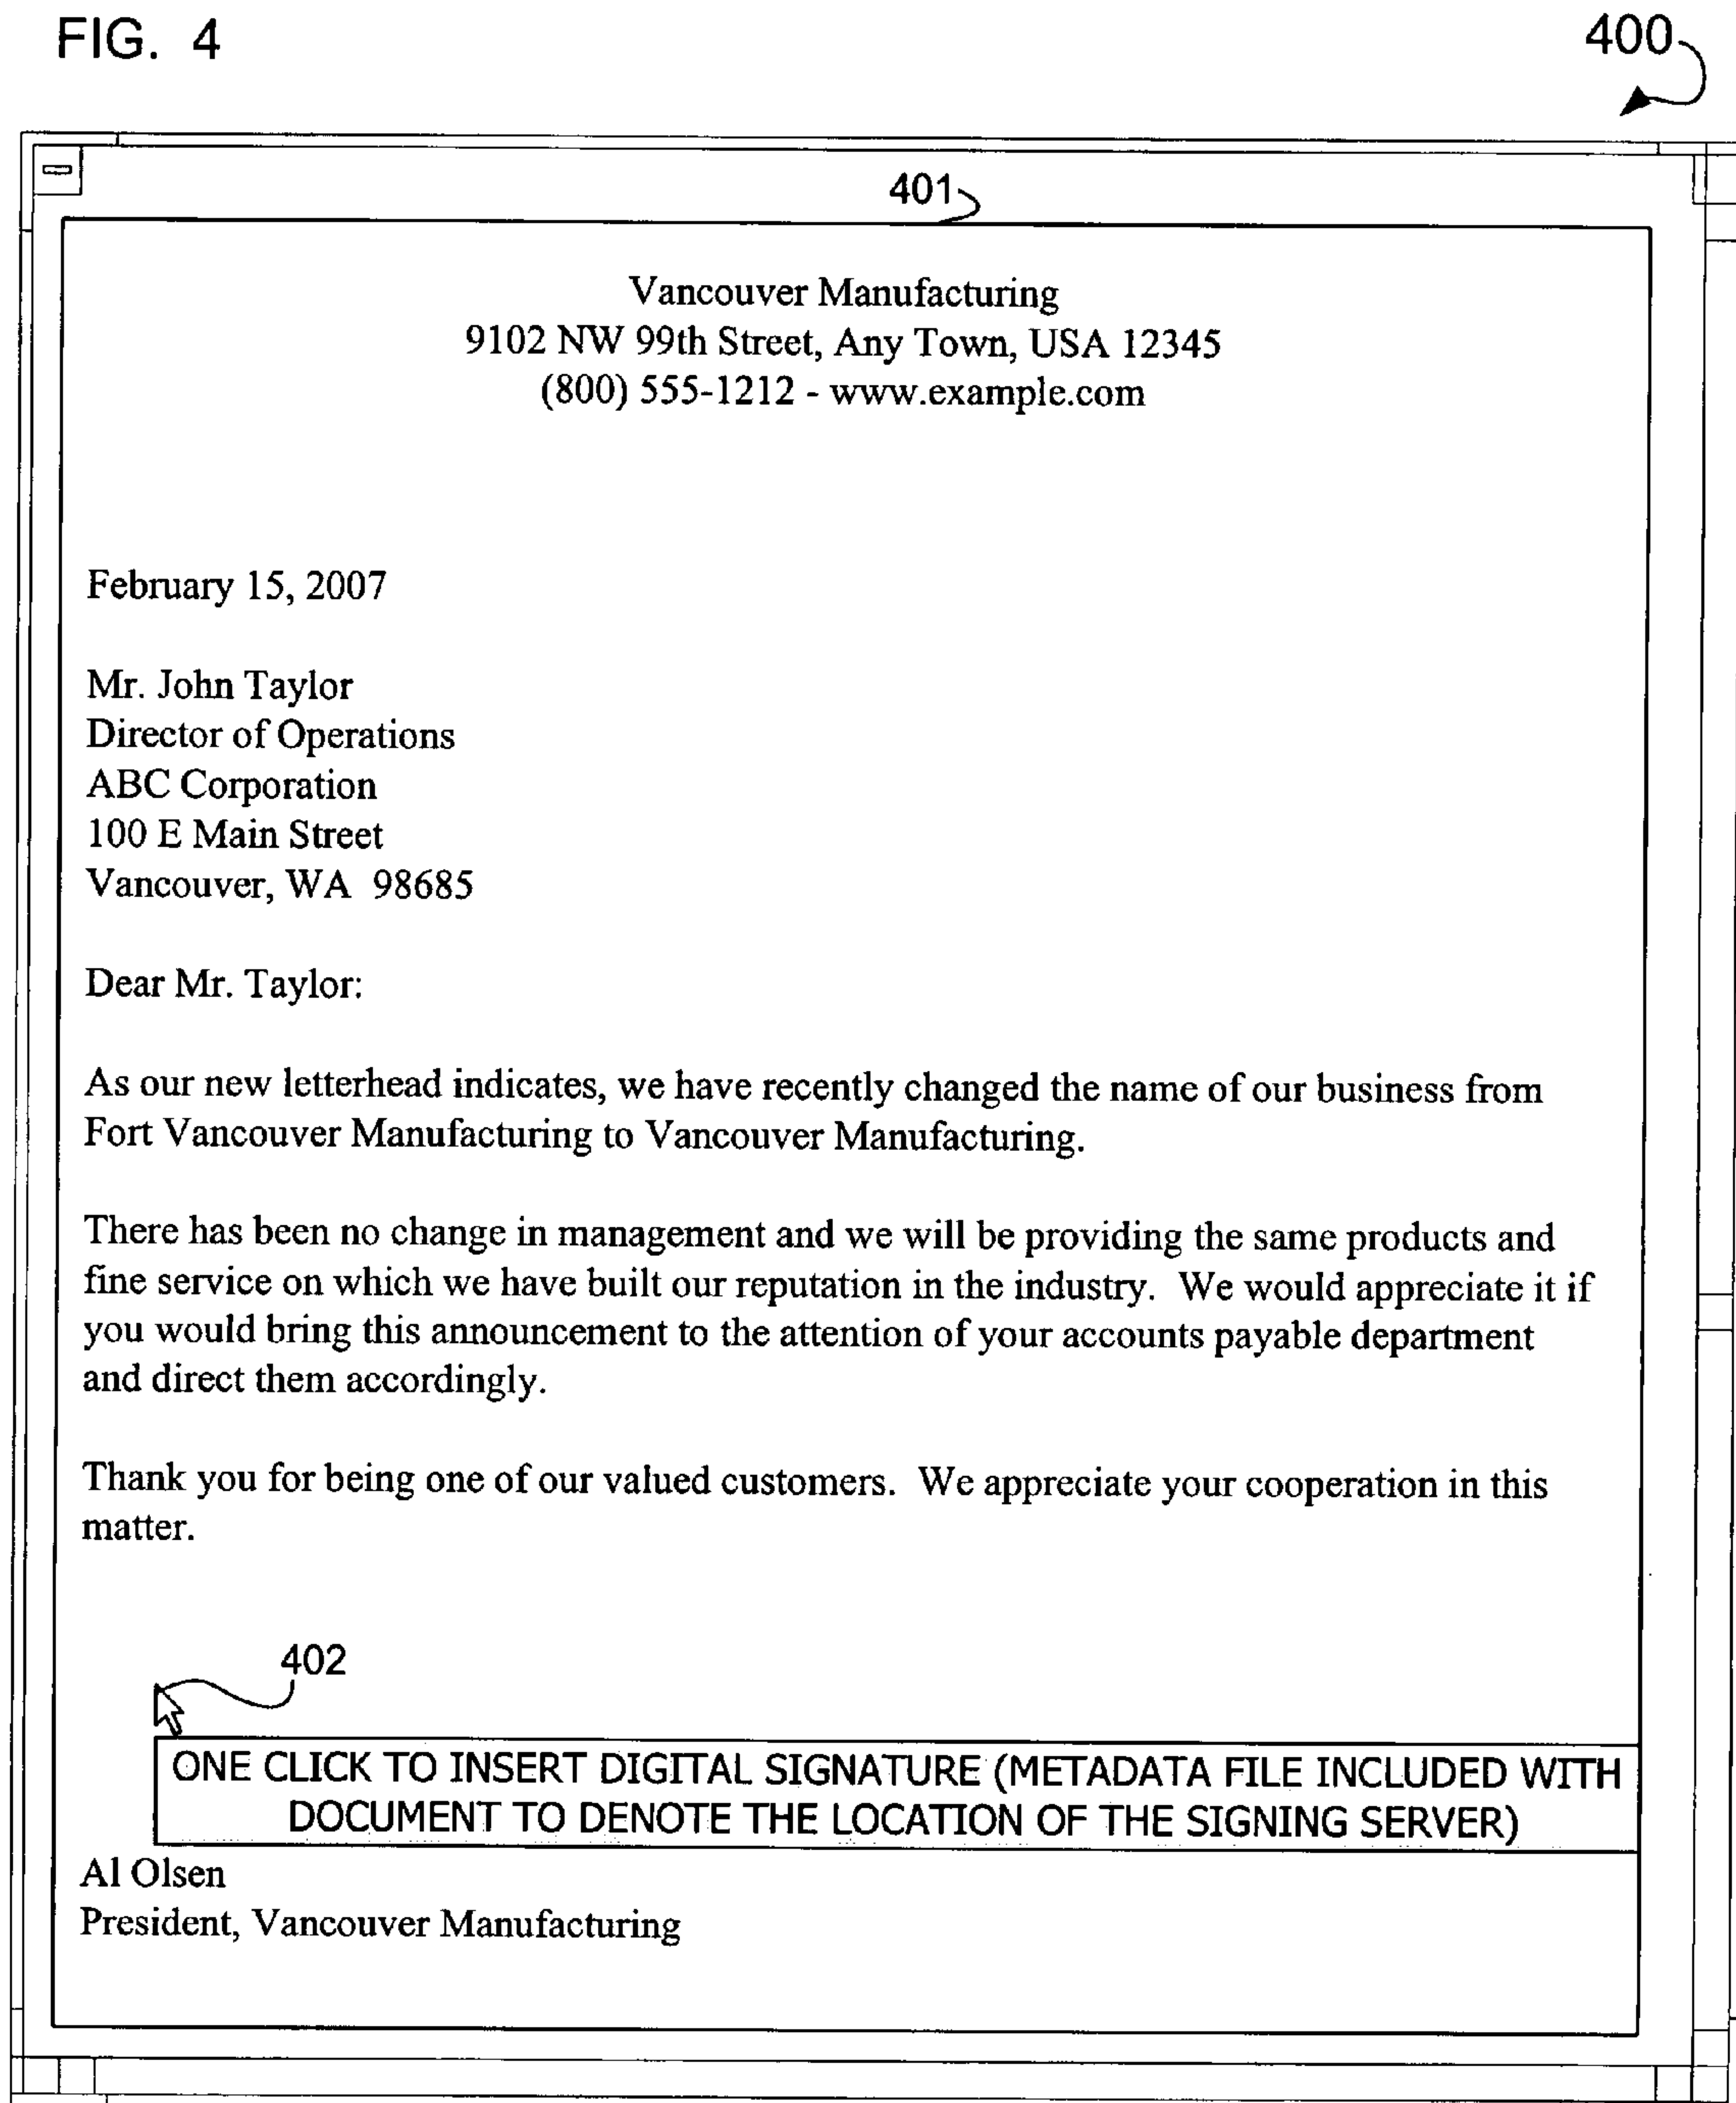 FIG. 4
400
401
Vancouver Manufacturing
9102 NW 99th Street, Any Town, USA 12345
(800) 555-1212 - www.example.com
February 15, 2007
Mr. John Taylor
Director of Operations
ABC Corporation
100 E Main Street
Vancouver, WA  98685
Dear Mr. Taylor:
As our new letterhead indicates, we have recently changed the name of our business from
Fort Vancouver Manufacturing to Vancouver Manufacturing.
There has been no change in management and we will be providing the same products and
fine service on which we have built our reputation in the industry.  We would appreciate it if
you would bring this announcement to the attention of your accounts payable department
and direct them accordingly.
Thank you for being one of our valued customers.  We appreciate your cooperation in this
matter.
402
ONE CLICK TO INSERT DIGITAL SIGNATURE (METADATA FILE INCLUDED WITH
DOCUMENT TO DENOTE THE LOCATION OF THE SIGNING SERVER)
Al Olsen
President, Vancouver Manufacturing